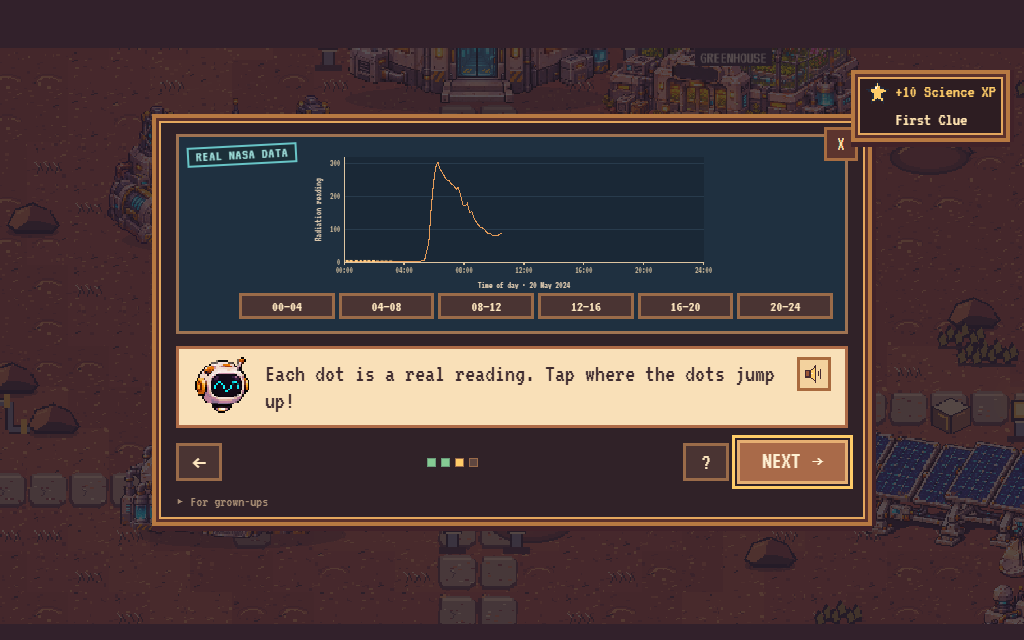 GREENHOUSE
+10 Science XP
First Clue
X
REAL NASA DATA
Radiation reading
300
200
100
0
00:00 04:00 08:00 12:00 16:00 20:00 24:00
Time of day · 20 May 2024
00–04 04–08 08–12 12–16 16–20 20–24
Each dot is a real reading. Tap where the dots jump
up!
← ? NEXT →
▸ For grown-ups